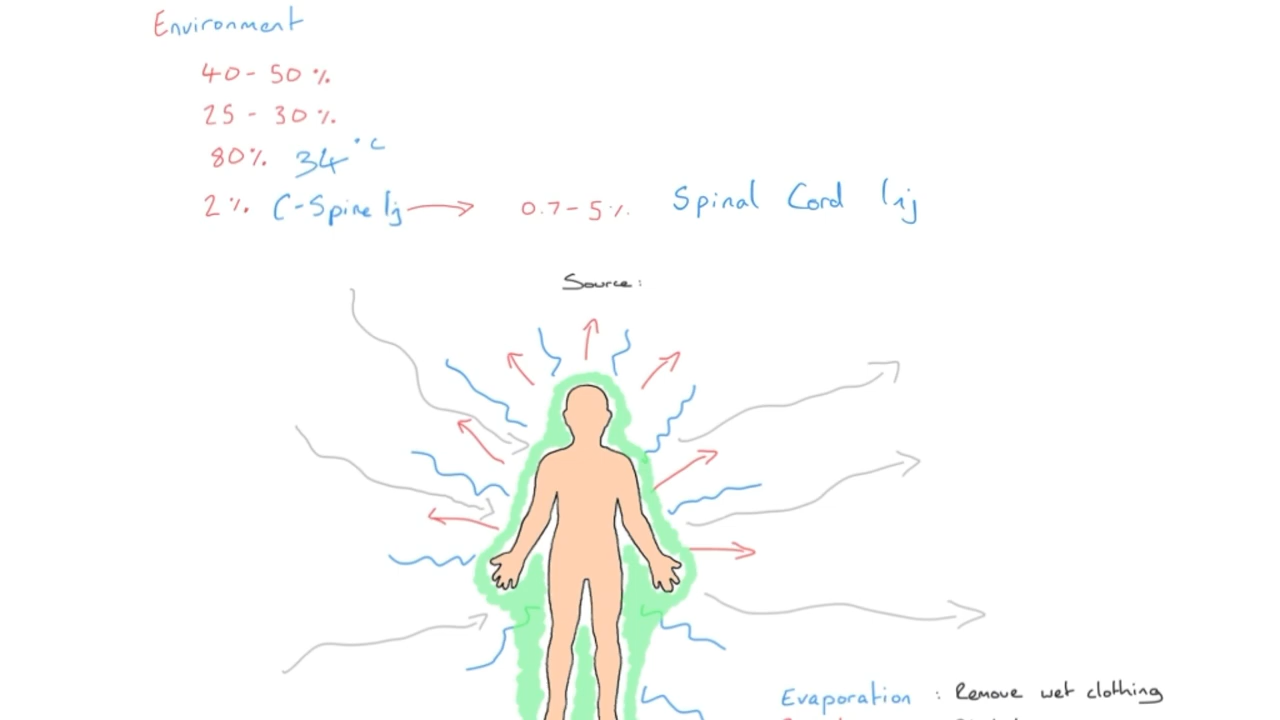 Environment
40 - 50 %
25 - 30 %
80% 34°C
2% C-Spine Ij → 0.7 - 5% Spinal Cord Inj
Source:
Evaporation : Remove wet clothing